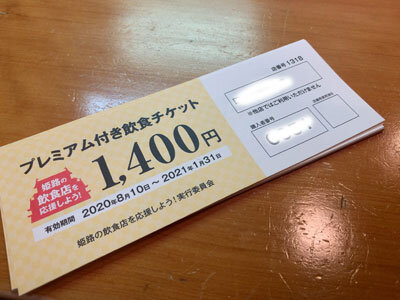 プレミアム付き飲食チケット
1,400円
姫路の
飲食店を
応援しよう!
有効期間 2020年8月10日～2021年1月31日
姫路の飲食店を応援しよう!実行委員会
店番号 1318
※他店ではご利用いただけません
購入者番号